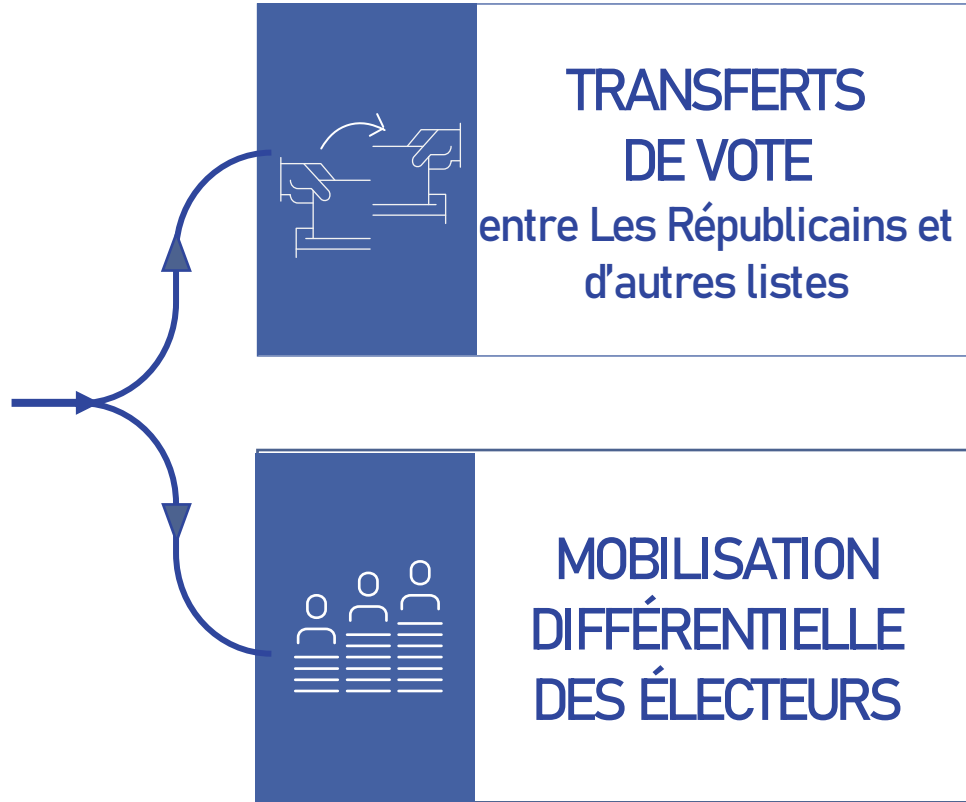 TRANSFERTS
DE VOTE
entre Les Républicains et
d'autres listes
MOBILISATION
DIFFÉRENTIELLE
DES ÉLECTEURS